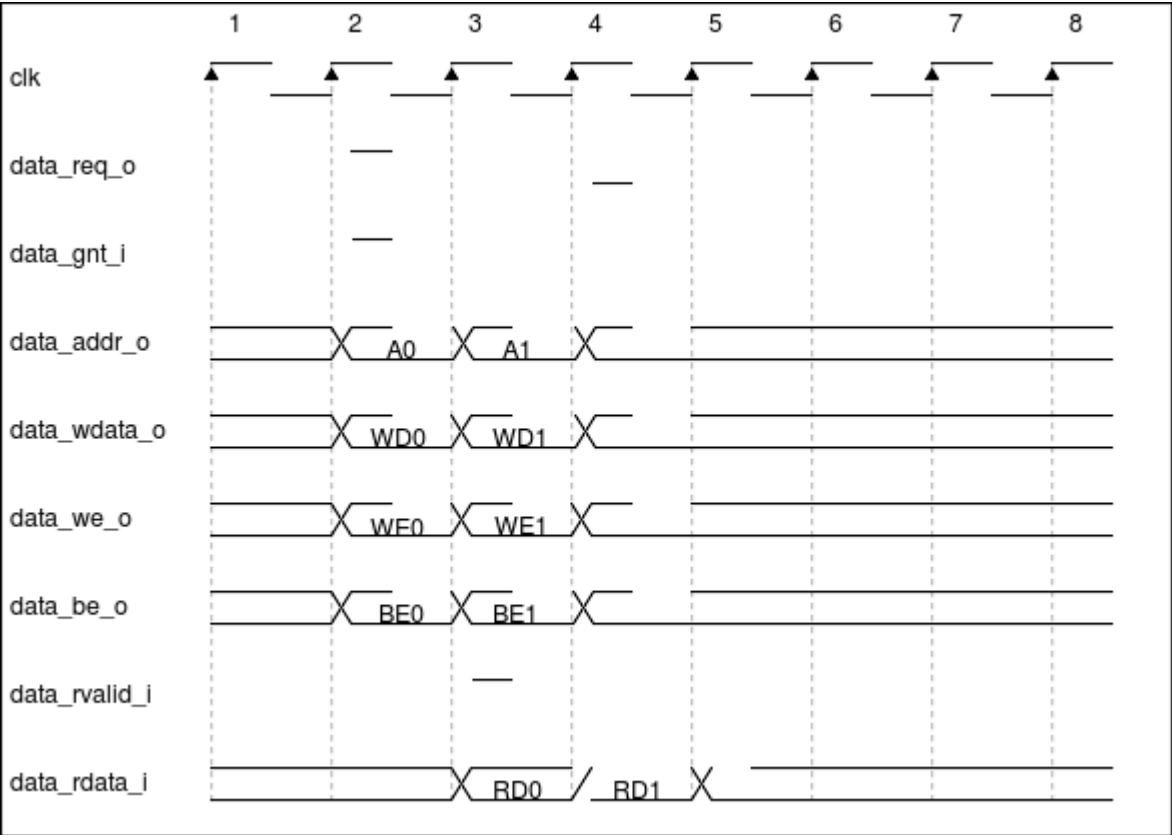 1 2 3 4 5 6 7 8
clk
data_req_o
data_gnt_i
data_addr_o A0 A1
data_wdata_o WD0 WD1
data_we_o WE0 WE1
data_be_o BE0 BE1
data_rvalid_i
data_rdata_i RD0 RD1